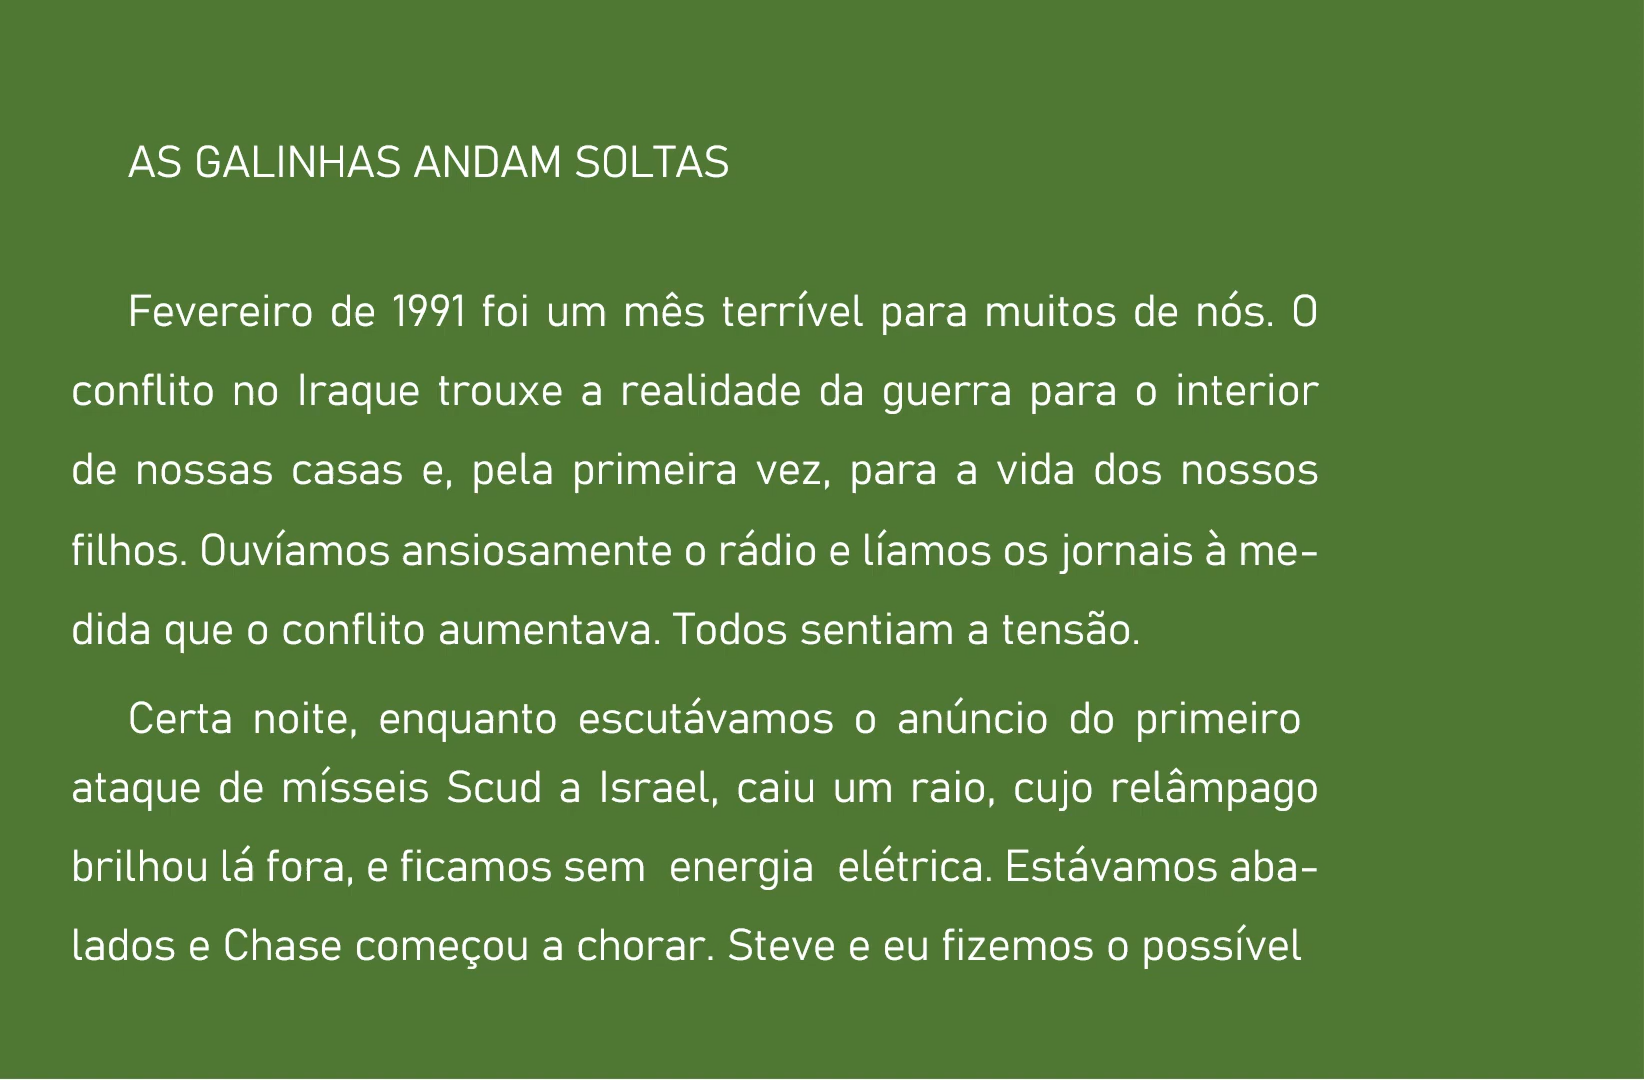 AS GALINHAS ANDAM SOLTAS
Fevereiro de 1991 foi um mês terrível para muitos de nós. O
conflito no Iraque trouxe a realidade da guerra para o interior
de nossas casas e, pela primeira vez, para a vida dos nossos
filhos. Ouvíamos ansiosamente o rádio e líamos os jornais à me-
dida que o conflito aumentava. Todos sentiam a tensão.
Certa noite, enquanto escutávamos o anúncio do primeiro
ataque de mísseis Scud a Israel, caiu um raio, cujo relâmpago
brilhou lá fora, e ficamos sem energia elétrica. Estávamos aba-
lados e Chase começou a chorar. Steve e eu fizemos o possível